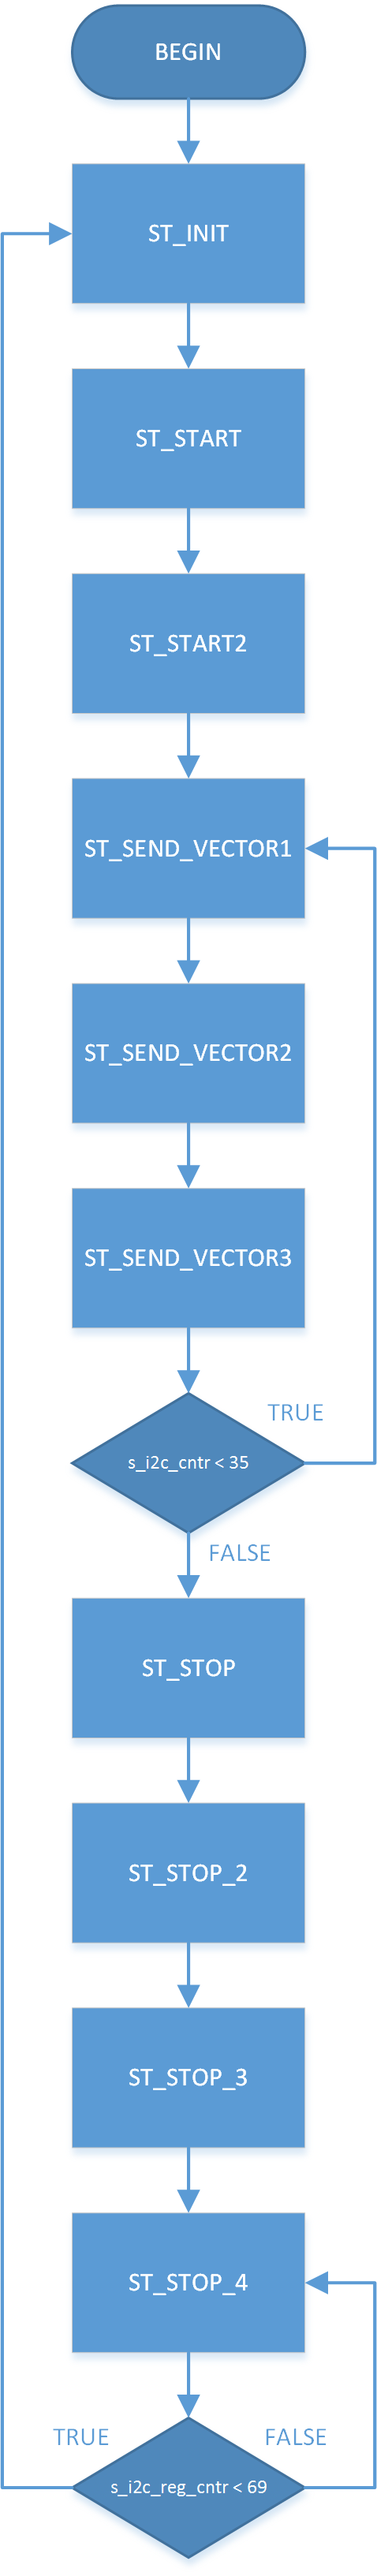 BEGIN
ST_INIT
ST_START
ST_START2
ST_SEND_VECTOR1
ST_SEND_VECTOR2
ST_SEND_VECTOR3
TRUE
s_i2c_cntr < 35
FALSE
ST_STOP
ST_STOP_2
ST_STOP_3
ST_STOP_4
TRUE
FALSE
s_i2c_reg_cntr < 69